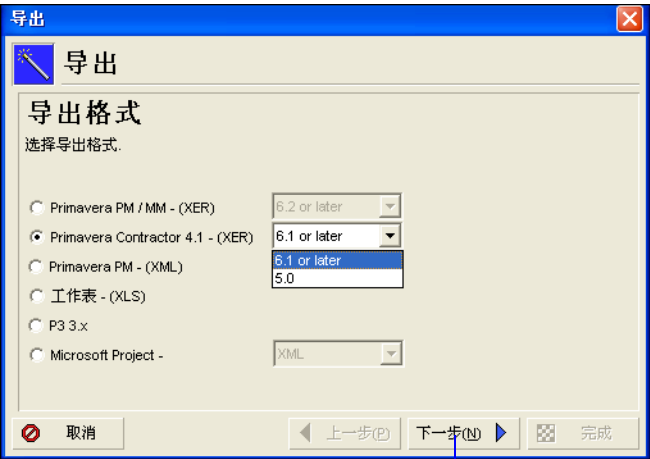 导出
导出
导出格式
选择导出格式.
Primavera PM / MM - (XER) 6.2 or later
Primavera Contractor 4.1 - (XER) 6.1 or later
6.1 or later
Primavera PM - (XML)
5.0
工作表 - (XLS)
P3 3.x
Microsoft Project - XML
取消 上一步(P) 下一步(N) 完成